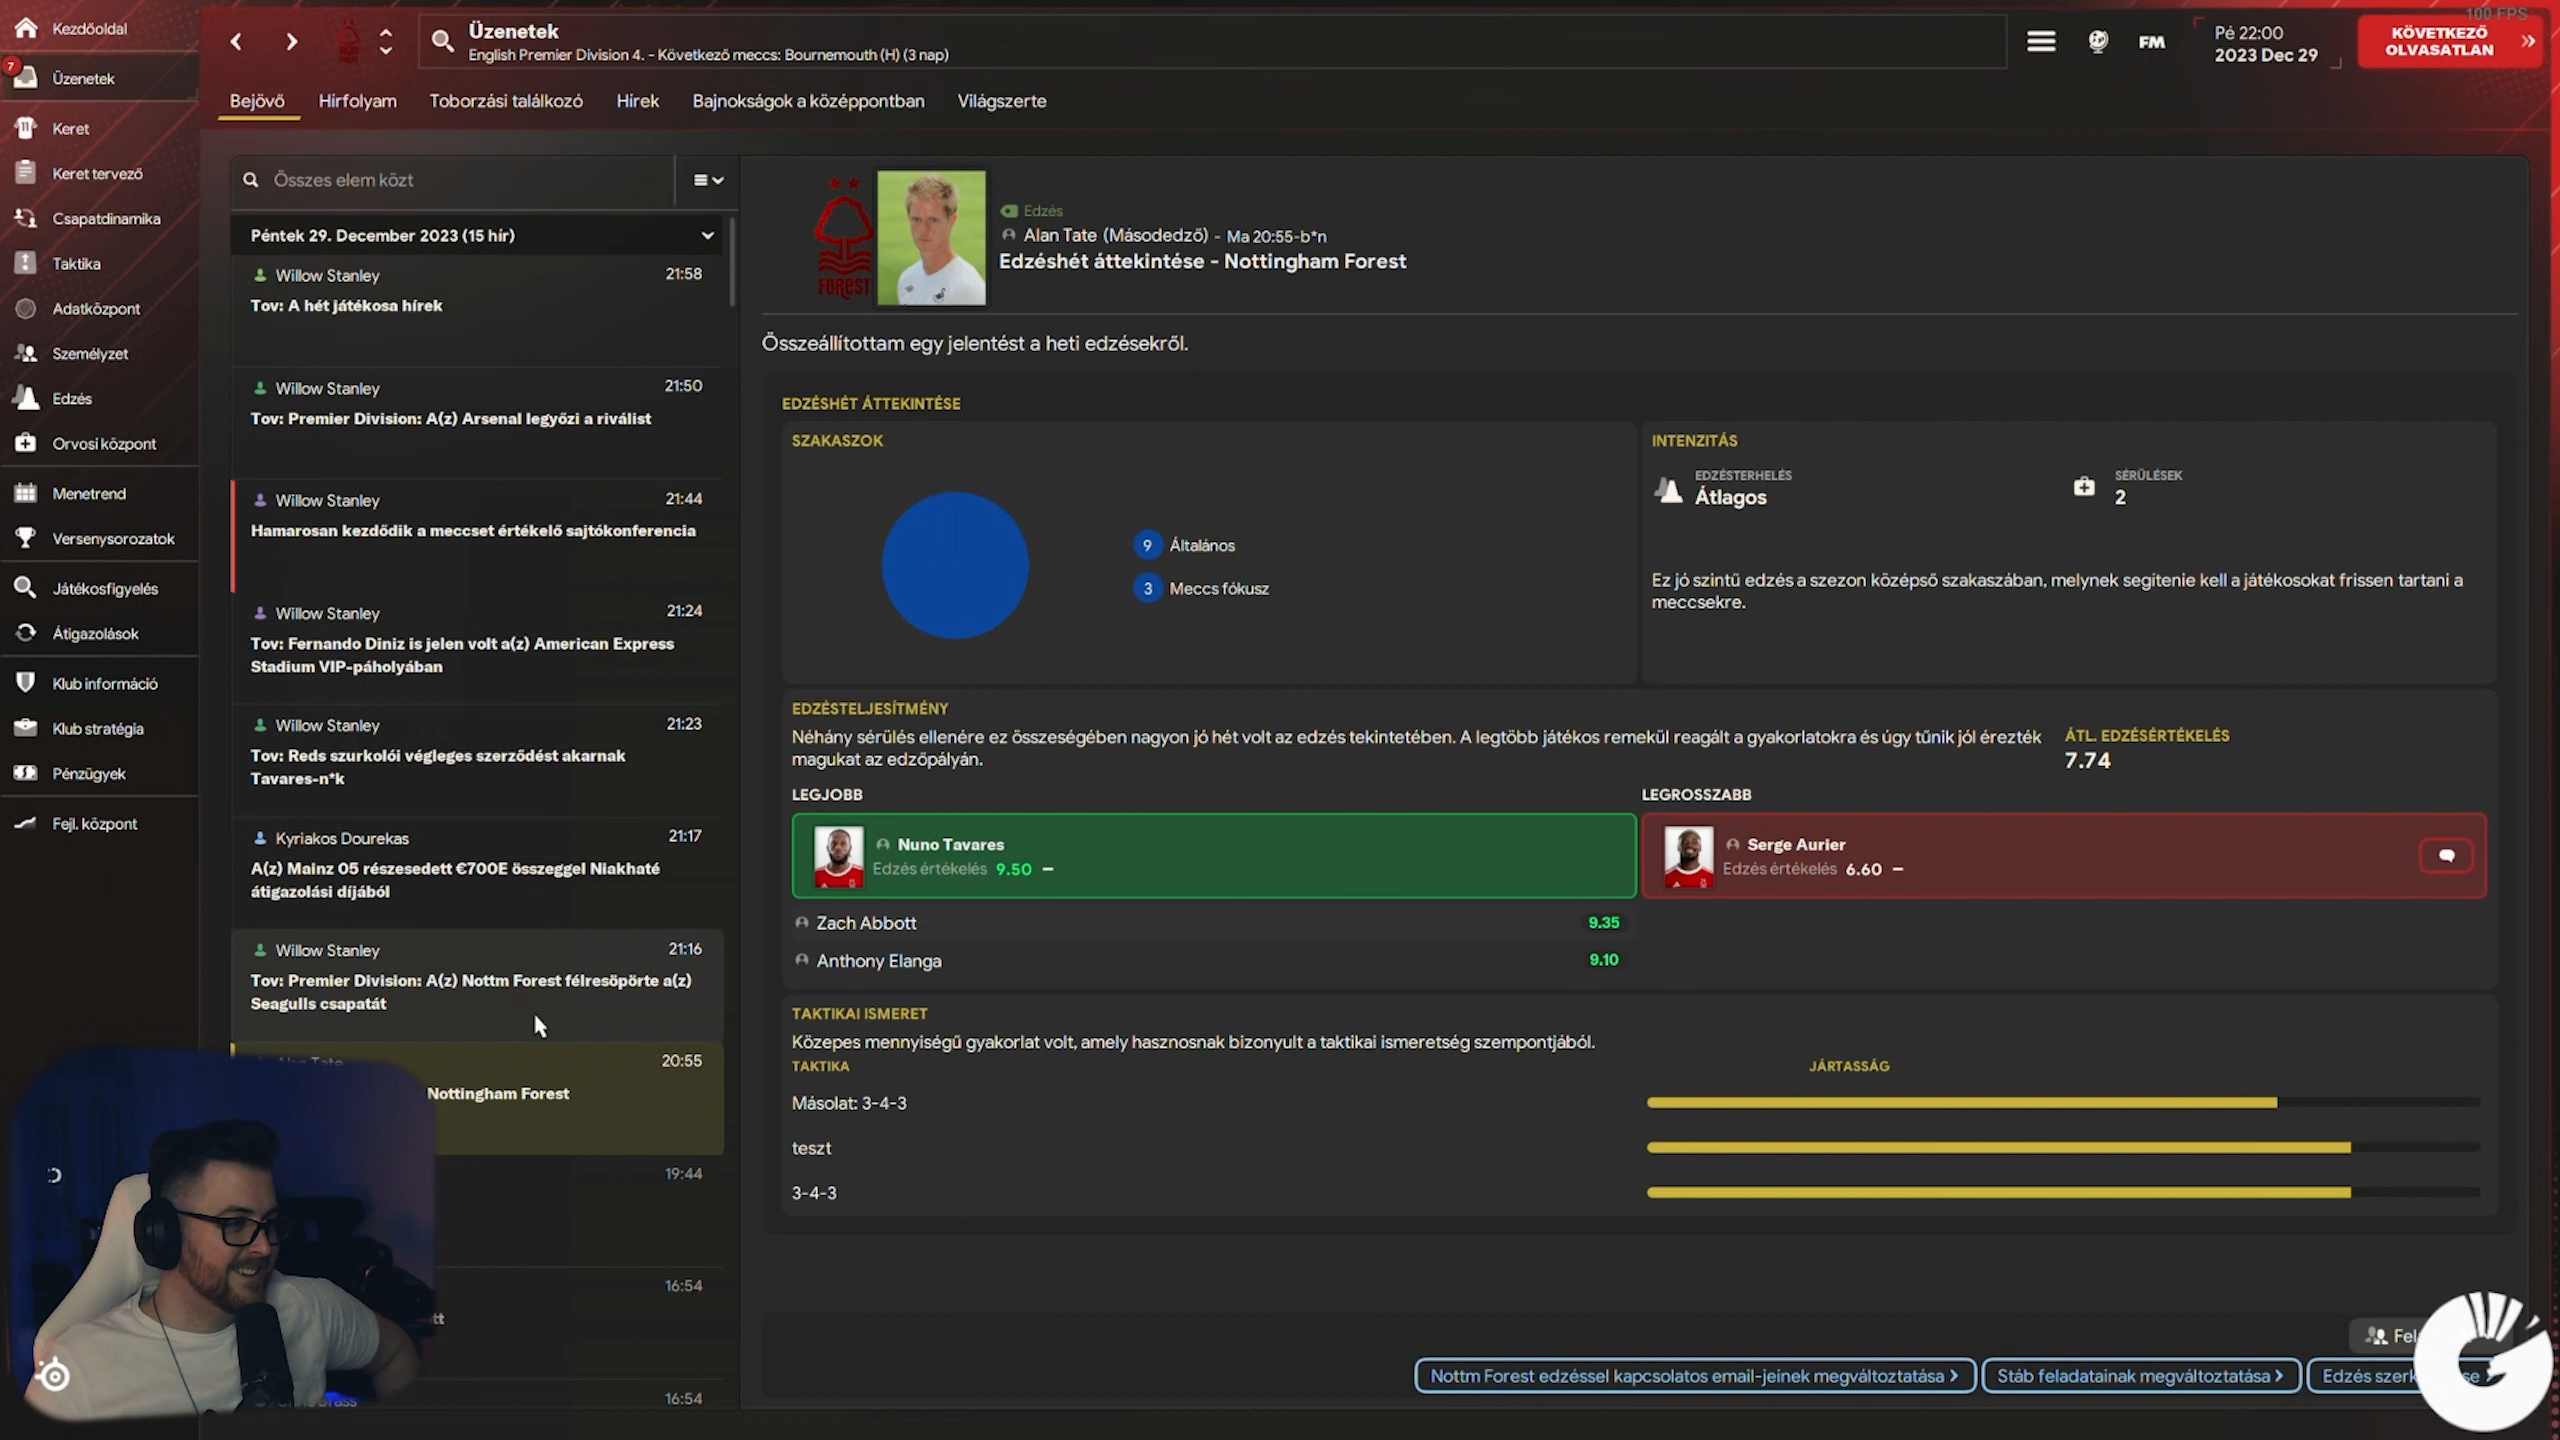 100 FPS
Kezdőoldal
7
Üzenetek
Keret
Keret tervező
Csapatdinamika
Taktika
Adatközpont
Személyzet
Edzés
Orvosi központ
Menetrend
Versenysorozatok
Játékosfigyelés
Átigazolások
Klub információ
Klub stratégia
Pénzügyek
Fejl. központ
Üzenetek
English Premier Division 4. - Következő meccs: Bournemouth (H) (3 nap)
FM
Pé 22:00
2023 Dec 29
KÖVETKEZŐ
OLVASATLAN
Bejövő Hírfolyam Toborzási találkozó Hírek Bajnokságok a középpontban Világszerte
Összes elem közt
Péntek 29. December 2023 (15 hír)
Willow Stanley 21:58
Tov: A hét játékosa hírek
Willow Stanley 21:50
Tov: Premier Division: A(z) Arsenal legyőzi a riválist
Willow Stanley 21:44
Hamarosan kezdődik a meccset értékelő sajtókonferencia
Willow Stanley 21:24
Tov: Fernando Diniz is jelen volt a(z) American Express
Stadium VIP-páholyában
Willow Stanley 21:23
Tov: Reds szurkolói végleges szerződést akarnak
Tavares-n*k
Kyriakos Dourekas 21:17
A(z) Mainz 05 részesedett €700E összeggel Niakhaté
átigazolási díjából
Willow Stanley 21:16
Tov: Premier Division: A(z) Nottm Forest félresöpörte a(z)
Seagulls csapatát
Alan Tate 20:55
Nottingham Forest
19:44
16:54
tt
16:54
FOREST
Edzés
Alan Tate (Másodedző) - Ma 20:55-b*n
Edzéshét áttekintése - Nottingham Forest
Összeállítottam egy jelentést a heti edzésekről.
EDZÉSHÉT ÁTTEKINTÉSE
SZAKASZOK
9 Általános
3 Meccs fókusz
INTENZITÁS
EDZÉSTERHELÉS
Átlagos
SÉRÜLÉSEK
2
Ez jó szintű edzés a szezon középső szakaszában, melynek segítenie kell a játékosokat frissen tartani a
meccsekre.
EDZÉSTELJESÍTMÉNY
Néhány sérülés ellenére ez összeségében nagyon jó hét volt az edzés tekintetében. A legtöbb játékos remekül reagált a gyakorlatokra és úgy tűnik jól érezték
magukat az edzőpályán.
ÁTL. EDZÉSÉRTÉKELÉS
7.74
LEGJOBB
Nuno Tavares
Edzés értékelés 9.50 –
Zach Abbott 9.35
Anthony Elanga 9.10
LEGROSSZABB
Serge Aurier
Edzés értékelés 6.60 –
TAKTIKAI ISMERET
Közepes mennyiségű gyakorlat volt, amely hasznosnak bizonyult a taktikai ismeretség szempontjából.
TAKTIKA JÁRTASSÁG
Másolat: 3-4-3
teszt
3-4-3
Nottm Forest edzéssel kapcsolatos email-jeinek megváltoztatása
Stáb feladatainak megváltoztatása
Edzés